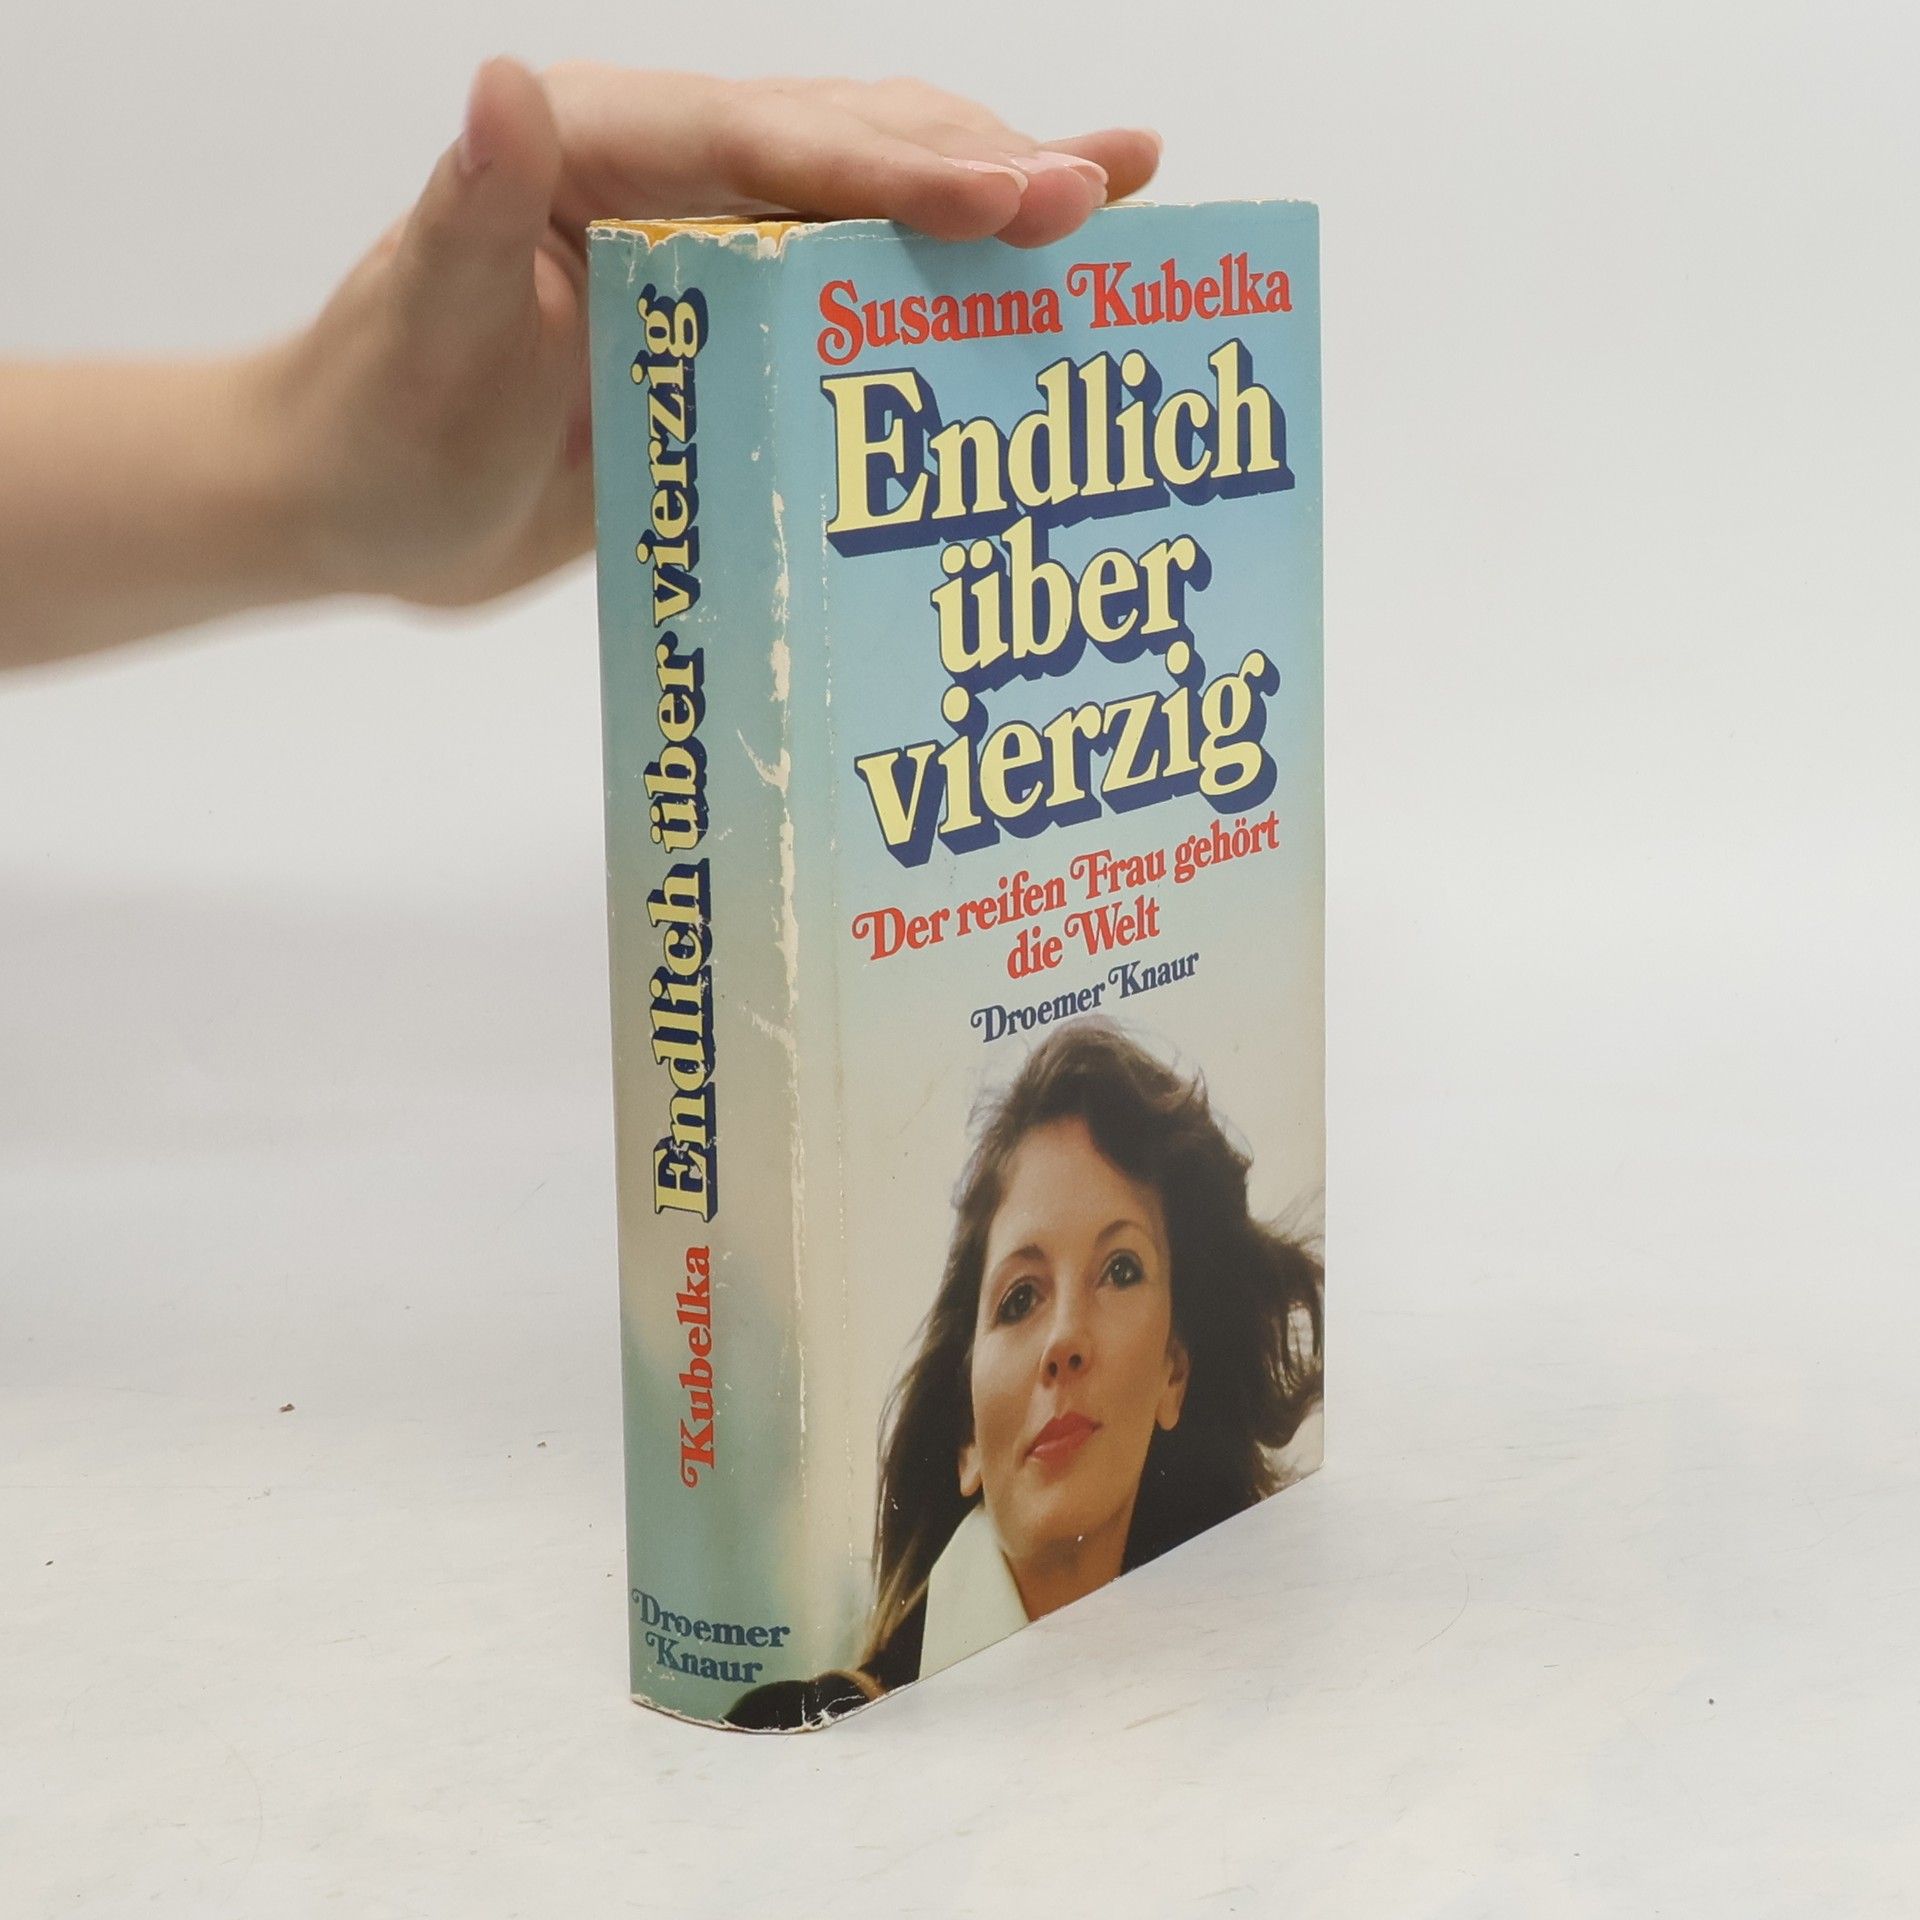 Susanna Kubelka
Endlich
über
vierzig
Der reifen Frau gehört
die Welt
Droemer Knaur
Kubelka Endlich über vierzig
Droemer
Knaur